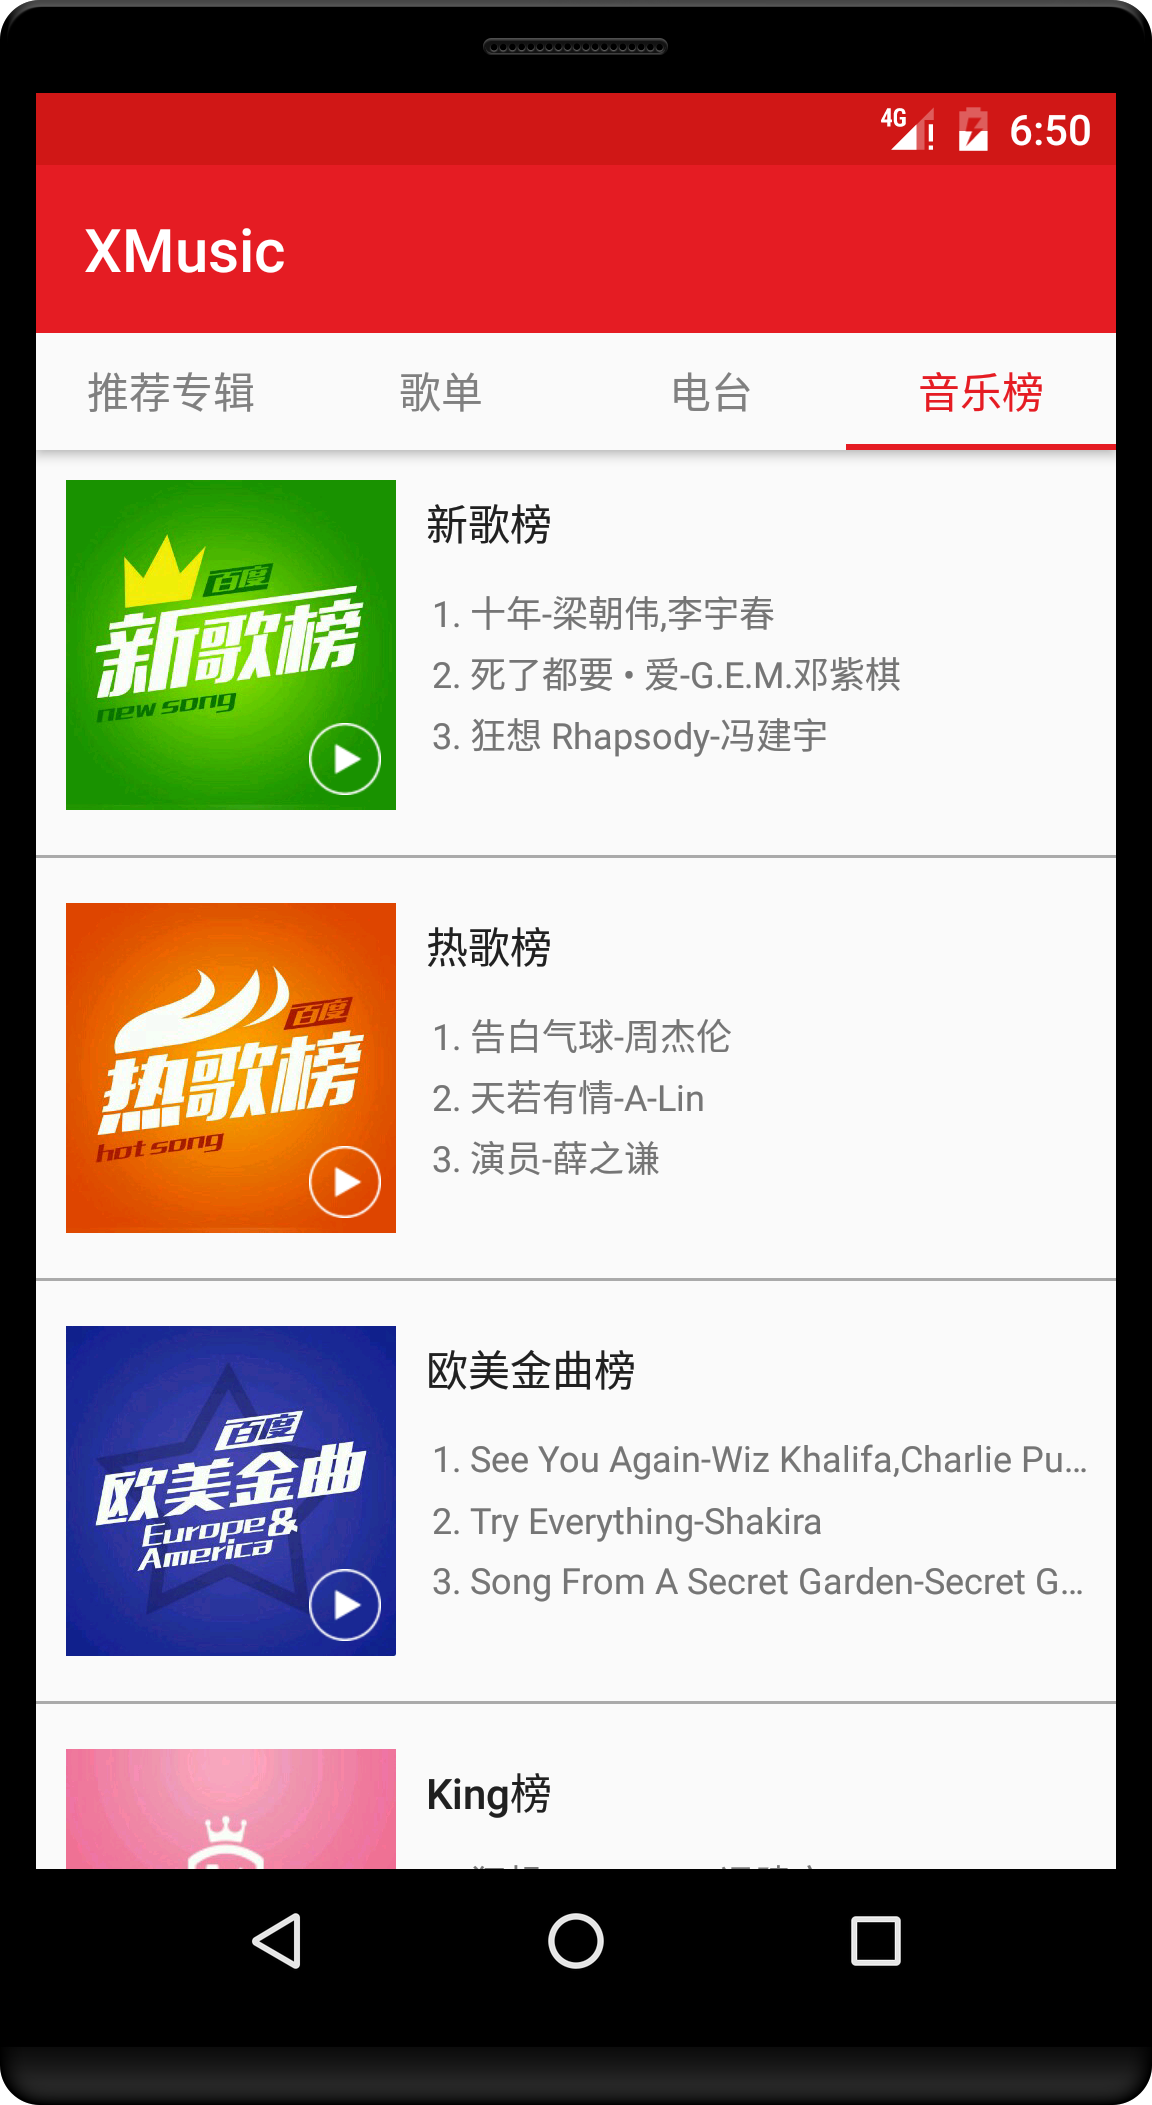 4G 6:50
XMusic
推荐专辑 歌单 电台 音乐榜
百度
新歌榜
new song
新歌榜
1. 十年-梁朝伟,李宇春
2. 死了都要 • 爱-G.E.M.邓紫棋
3. 狂想 Rhapsody-冯建宇
百度
热歌榜
hot song
热歌榜
1. 告白气球-周杰伦
2. 天若有情-A-Lin
3. 演员-薛之谦
百度
欧美金曲
Europe &
America
欧美金曲榜
1. See You Again-Wiz Khalifa,Charlie Pu...
2. Try Everything-Shakira
3. Song From A Secret Garden-Secret G...
King榜